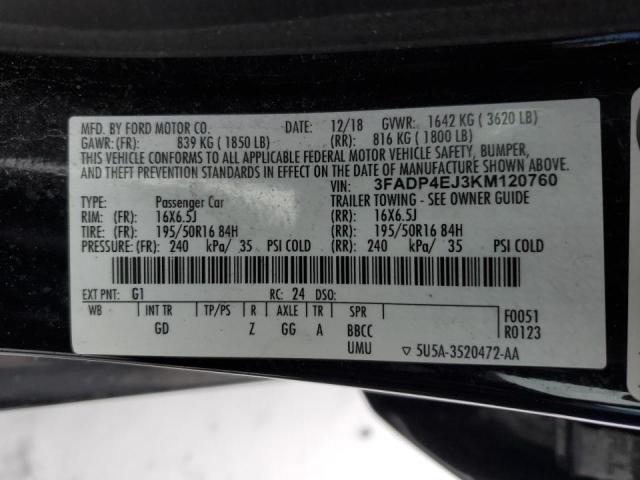 MFD. BY FORD MOTOR CO. DATE: 12/18 GVWR: 1642 KG ( 3620 LB)
GAWR: (FR): 839 KG ( 1850 LB) (RR): 816 KG ( 1800 LB)
THIS VEHICLE CONFORMS TO ALL APPLICABLE FEDERAL MOTOR VEHICLE SAFETY, BUMPER,
AND THEFT PREVENTION STANDARDS IN EFFECT ON THE DATE OF MANUFACTURE SHOWN ABOVE.
VIN: 3FADP4EJ3KM120760
TYPE: Passenger Car TRAILER TOWING - SEE OWNER GUIDE
RIM: (FR): 16X6.5J (RR): 16X6.5J
TIRE: (FR): 195/50R16 84H (RR): 195/50R16 84H
PRESSURE: (FR): 240 kPa/ 35 PSI COLD (RR): 240 kPa/ 35 PSI COLD
EXT PNT: G1 RC: 24 DSO:
WB INT TR TP/PS R AXLE TR SPR F0051
GD Z GG A BBCC R0123
UMU ▽ 5U5A-3520472-AA